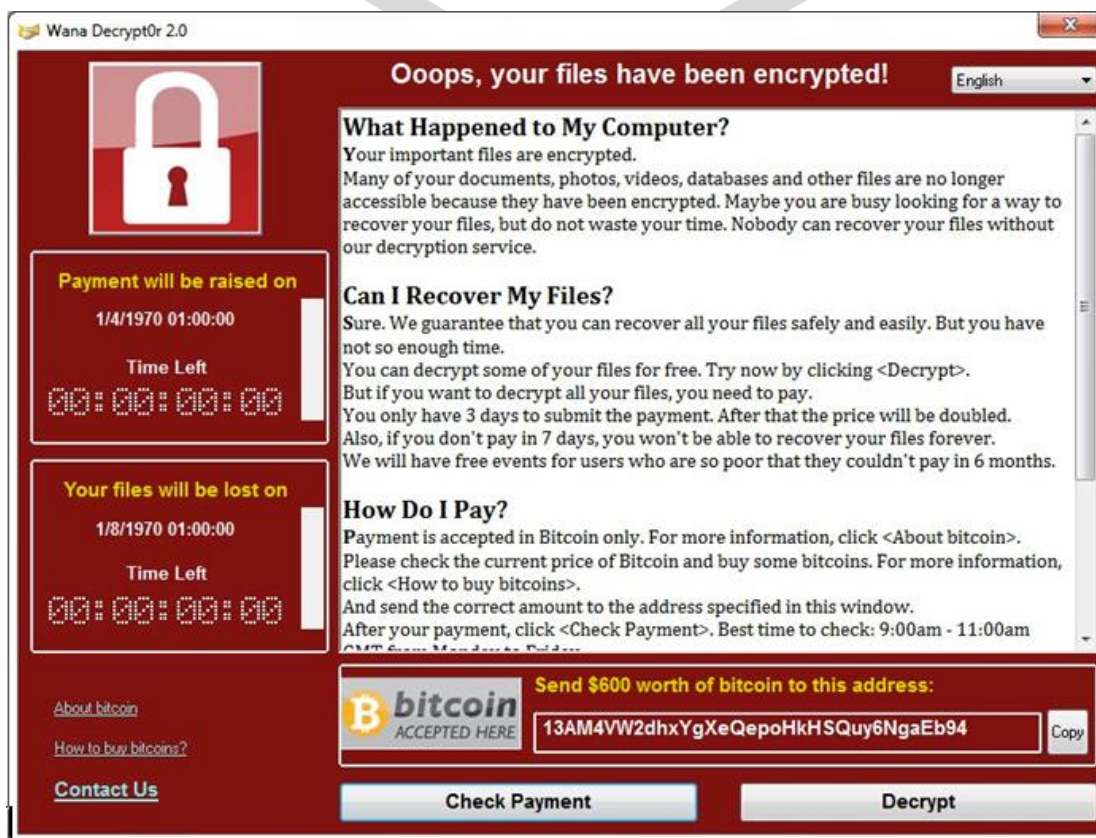 Wana Decrypt0r 2.0
Ooops, your files have been encrypted!
English
What Happened to My Computer?
Your important files are encrypted.
Many of your documents, photos, videos, databases and other files are no longer
accessible because they have been encrypted. Maybe you are busy looking for a way to
recover your files, but do not waste your time. Nobody can recover your files without
our decryption service.
Can I Recover My Files?
Sure. We guarantee that you can recover all your files safely and easily. But you have
not so enough time.
You can decrypt some of your files for free. Try now by clicking <Decrypt>.
But if you want to decrypt all your files, you need to pay.
You only have 3 days to submit the payment. After that the price will be doubled.
Also, if you don't pay in 7 days, you won't be able to recover your files forever.
We will have free events for users who are so poor that they couldn't pay in 6 months.
How Do I Pay?
Payment is accepted in Bitcoin only. For more information, click <About bitcoin>.
Please check the current price of Bitcoin and buy some bitcoins. For more information,
click <How to buy bitcoins>.
And send the correct amount to the address specified in this window.
After your payment, click <Check Payment>. Best time to check: 9:00am - 11:00am
GMT from Monday to Friday
Payment will be raised on
1/4/1970 01:00:00
Time Left
00:00:00:00
Your files will be lost on
1/8/1970 01:00:00
Time Left
00:00:00:00
About bitcoin
How to buy bitcoins?
Contact Us
bitcoin
ACCEPTED HERE
Send $600 worth of bitcoin to this address:
13AM4VW2dhxYgXeQepoHkHSQuy6NgaEb94
Copy
Check Payment
Decrypt